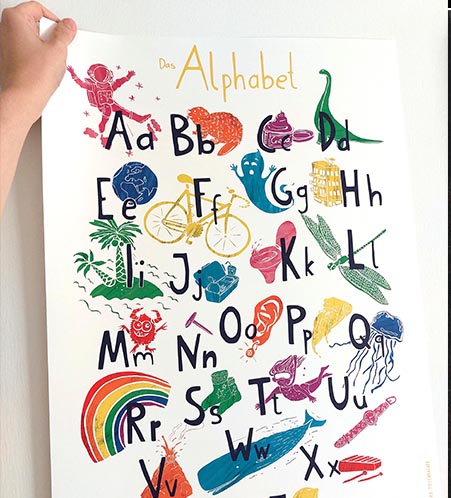 Das Alphabet
Aa Bb Cc Dd
Ee Ff Gg Hh
Ii Jj Kk Ll
Mm Nn Oo Pp Qq
Rr Ss Tt Uu
Vv Ww Xx